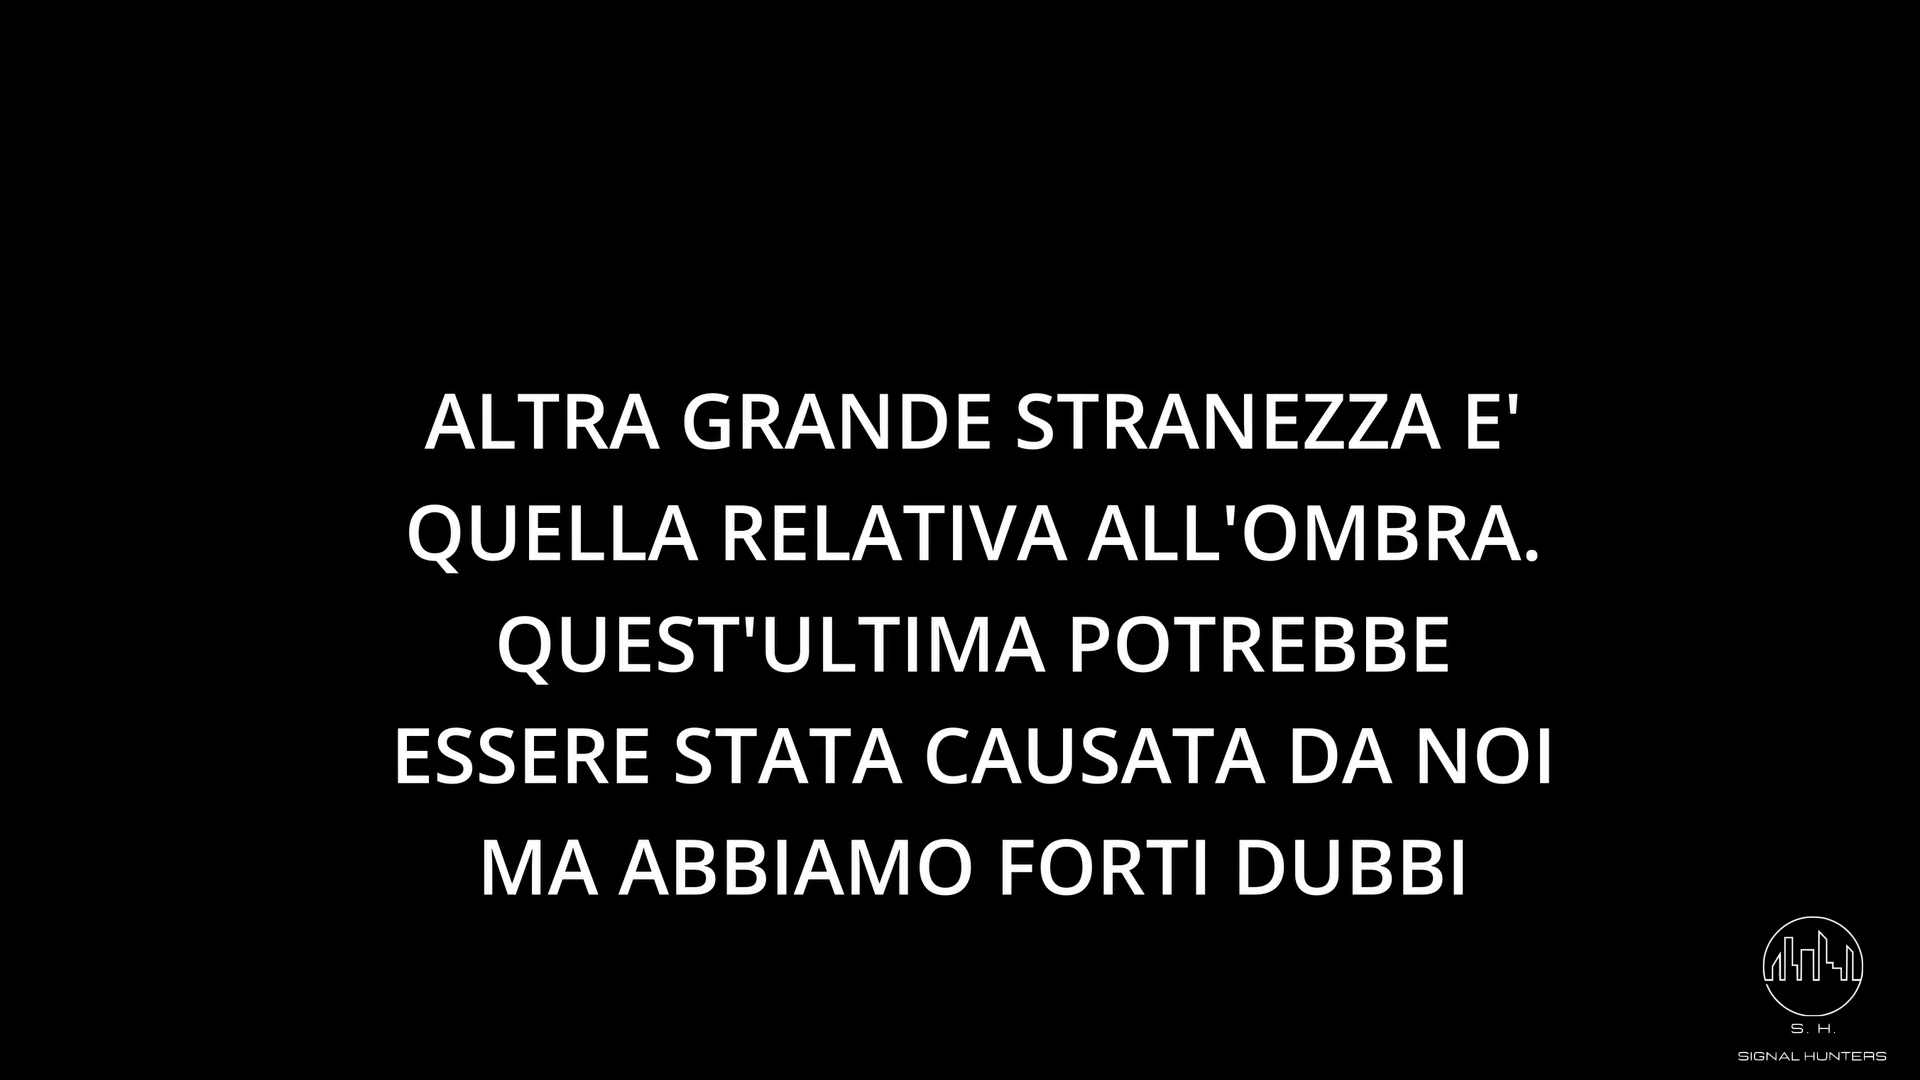 ALTRA GRANDE STRANEZZA E'
QUELLA RELATIVA ALL'OMBRA.
QUEST'ULTIMA POTREBBE
ESSERE STATA CAUSATA DA NOI
MA ABBIAMO FORTI DUBBI
S. H.
SIGNAL HUNTERS